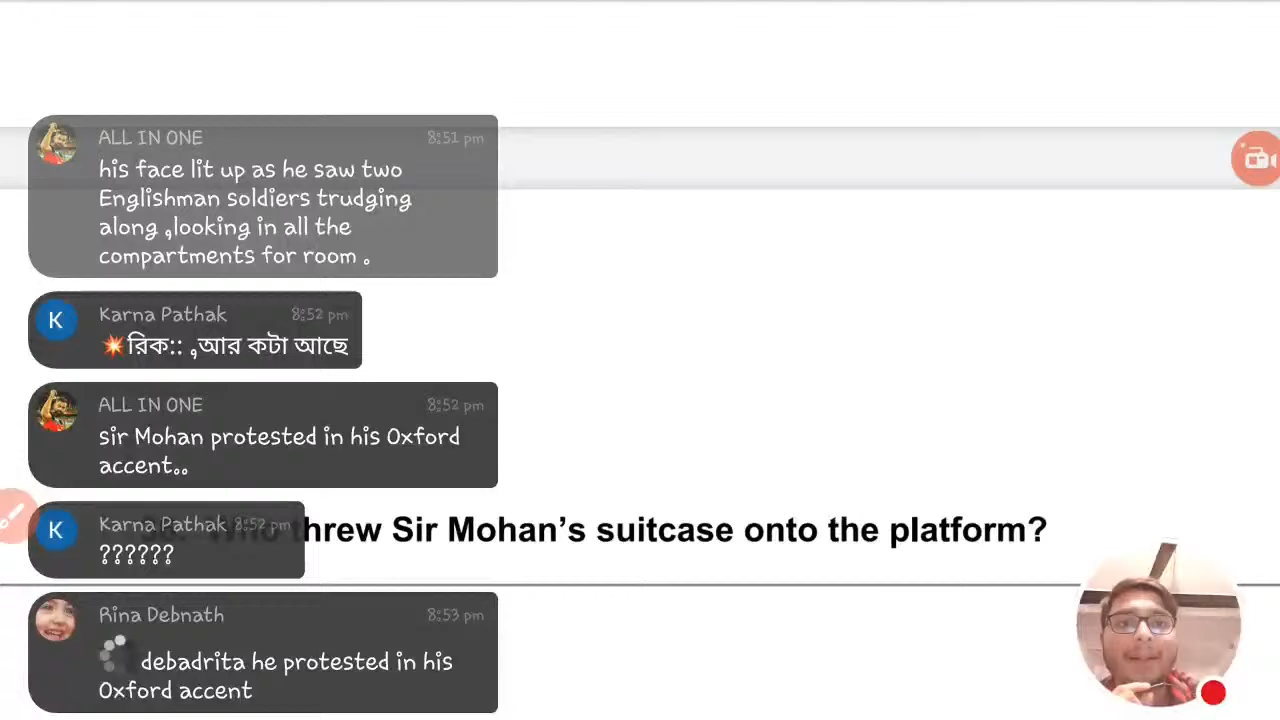 ALL IN ONE 8:51 pm
his face lit up as he saw two
Englishman soldiers trudging
along ,looking in all the
compartments for room .
Karna Pathak 8:52 pm
💥রিক:: ,আর কটা আছে
ALL IN ONE 8:52 pm
sir Mohan protested in his Oxford
accent..
Karna Pathak 8:52 pm
??????
Who threw Sir Mohan's suitcase onto the platform?
Rina Debnath 8:53 pm
debadrita he protested in his
Oxford accent